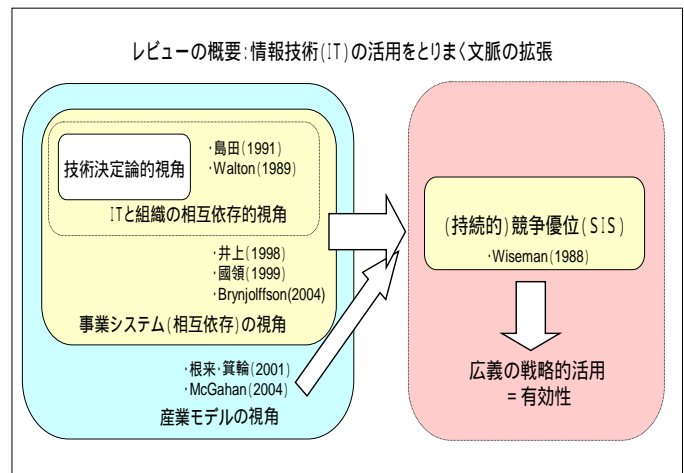 レビューの概要:情報技術(IT)の活用をとりまく文脈の拡張
技術決定論的視角
・島田(1991)
・Walton(1989)
ITと組織の相互依存的視角
・井上(1998)
・國領(1999)
・Brynjolffson(2004)
事業システム(相互依存)の視角
・根来・箕輪(2001)
・McGahan(2004)
産業モデルの視角
(持続的)競争優位(SIS)
・Wiseman(1988)
広義の戦略的活用
=有効性